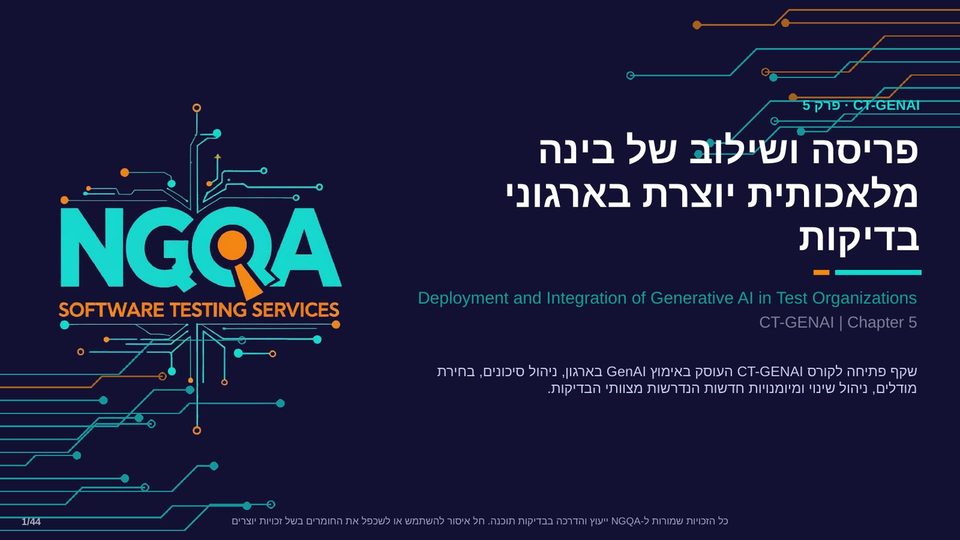 CT-GENAI · פרק 5
פריסה ושילוב של בינה
מלאכותית יוצרת בארגוני
בדיקות
Deployment and Integration of Generative AI in Test Organizations
CT-GENAI | Chapter 5
שקף פתיחה לקורס CT-GENAI העוסק באימוץ GenAI בארגון, ניהול סיכונים, בחירת
מודלים, ניהול שינוי ומיומנויות חדשות הנדרשות מצוותי הבדיקות.
NGQA
SOFTWARE TESTING SERVICES
כל הזכויות שמורות ל-NGQA ייעוץ והדרכה בבדיקות תוכנה. חל איסור להשתמש או לשכפל את החומרים בשל זכויות יוצרים
1/44